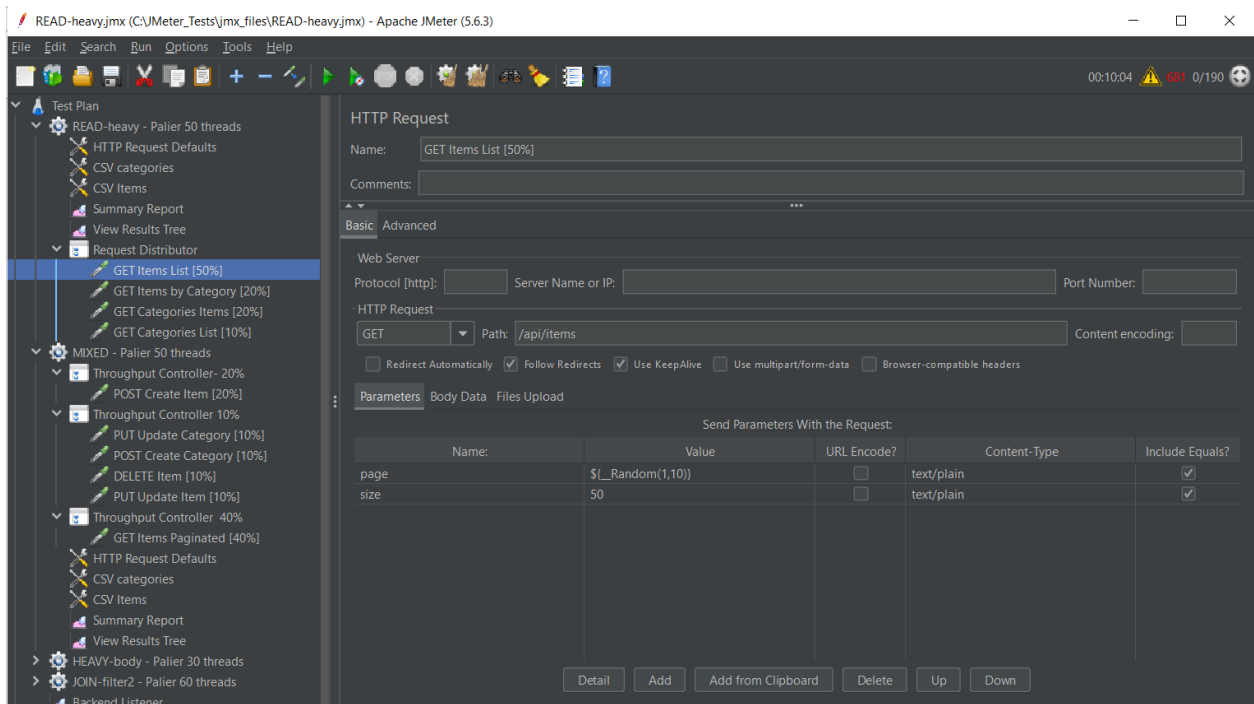 READ-heavy.jmx (C:\JMeter_Tests\jmx_files\READ-heavy.jmx) - Apache JMeter (5.6.3)
File Edit Search Run Options Tools Help
00:10:04 681 0/190
Test Plan
READ-heavy - Palier 50 threads
HTTP Request Defaults
CSV categories
CSV Items
Summary Report
View Results Tree
Request Distributor
GET Items List [50%]
GET Items by Category [20%]
GET Categories Items [20%]
GET Categories List [10%]
MIXED - Palier 50 threads
Throughput Controller- 20%
POST Create Item [20%]
Throughput Controller 10%
PUT Update Category [10%]
POST Create Category [10%]
DELETE Item [10%]
PUT Update Item [10%]
Throughput Controller 40%
GET Items Paginated [40%]
HTTP Request Defaults
CSV categories
CSV Items
Summary Report
View Results Tree
HEAVY-body - Palier 30 threads
JOIN-filter2 - Palier 60 threads
Backend Listener
HTTP Request
Name: GET Items List [50%]
Comments:
Basic Advanced
Web Server
Protocol [http]: Server Name or IP: Port Number:
HTTP Request
GET Path: /api/items Content encoding:
Redirect Automatically Follow Redirects Use KeepAlive Use multipart/form-data Browser-compatible headers
Parameters Body Data Files Upload
Send Parameters With the Request:
Name: Value URL Encode? Content-Type Include Equals?
page ${__Random(1,10)} text/plain
size 50 text/plain
Detail Add Add from Clipboard Delete Up Down